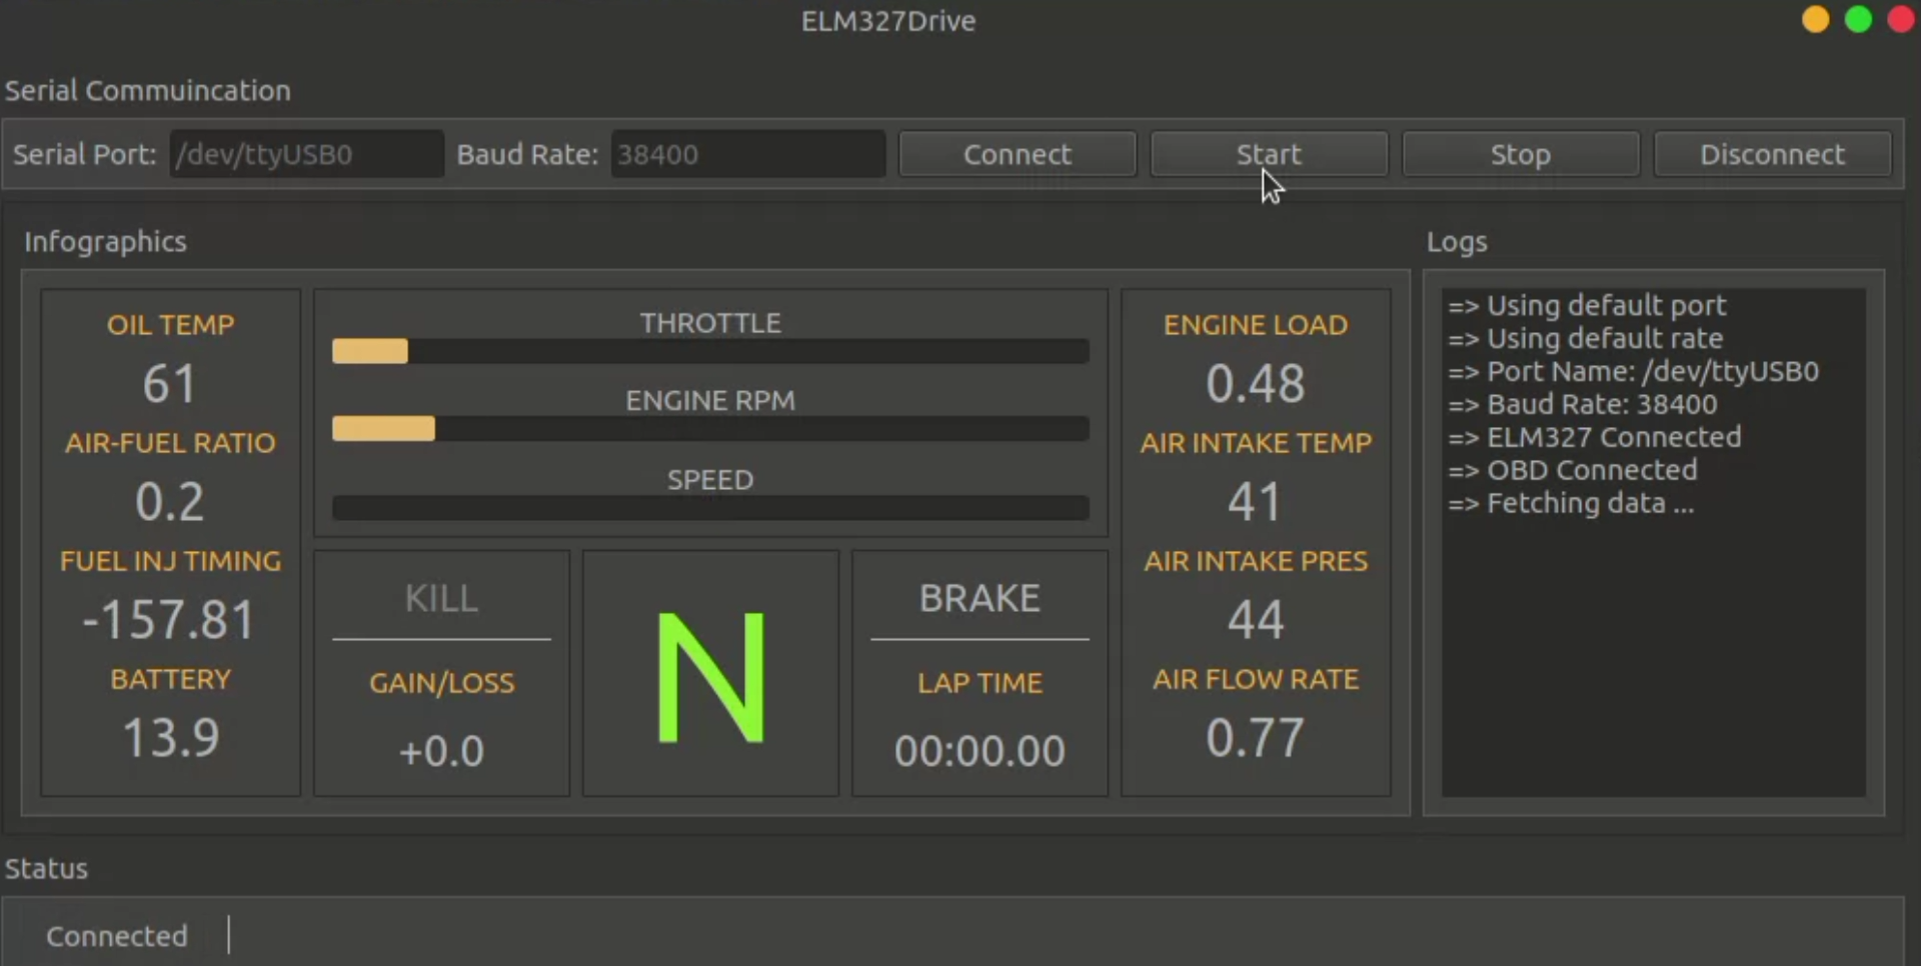 ELM327Drive
Serial Commuincation
Serial Port: /dev/ttyUSB0 Baud Rate: 38400 Connect Start Stop Disconnect
Infographics
OIL TEMP
61
AIR-FUEL RATIO
0.2
FUEL INJ TIMING
-157.81
BATTERY
13.9
THROTTLE
ENGINE RPM
SPEED
KILL
GAIN/LOSS
+0.0
N
BRAKE
LAP TIME
00:00.00
ENGINE LOAD
0.48
AIR INTAKE TEMP
41
AIR INTAKE PRES
44
AIR FLOW RATE
0.77
Logs
=> Using default port
=> Using default rate
=> Port Name: /dev/ttyUSB0
=> Baud Rate: 38400
=> ELM327 Connected
=> OBD Connected
=> Fetching data ...
Status
Connected